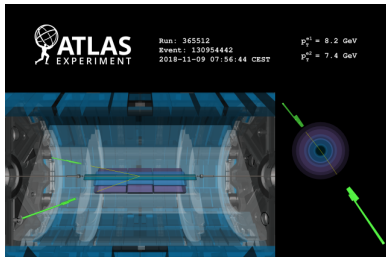 ATLAS
EXPERIMENT
Run: 365512
Event: 130954442
2018-11-09 07:56:44 CEST
p_T^e1 = 8.2 GeV
p_T^e2 = 7.4 GeV